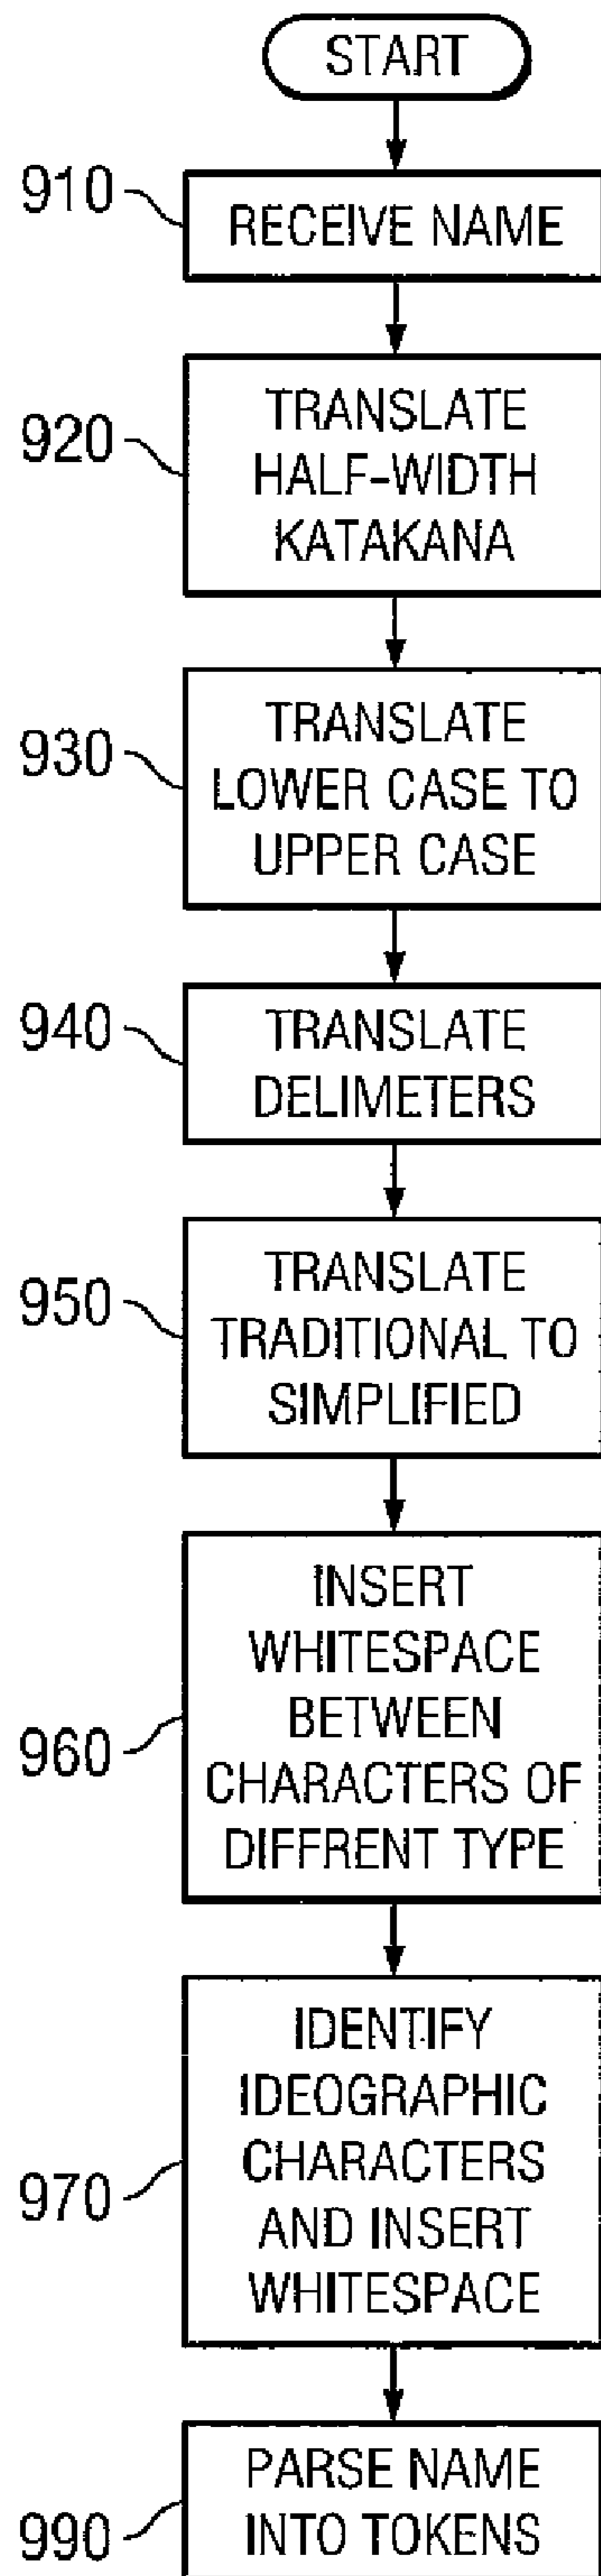 START
910
RECEIVE NAME
920
TRANSLATE
HALF-WIDTH
KATAKANA
930
TRANSLATE
LOWER CASE TO
UPPER CASE
940
TRANSLATE
DELIMETERS
950
TRANSLATE
TRADITIONAL TO
SIMPLIFIED
960
INSERT
WHITESPACE
BETWEEN
CHARACTERS OF
DIFFRENT TYPE
970
IDENTIFY
IDEOGRAPHIC
CHARACTERS
AND INSERT
WHITESPACE
990
PARSE NAME
INTO TOKENS